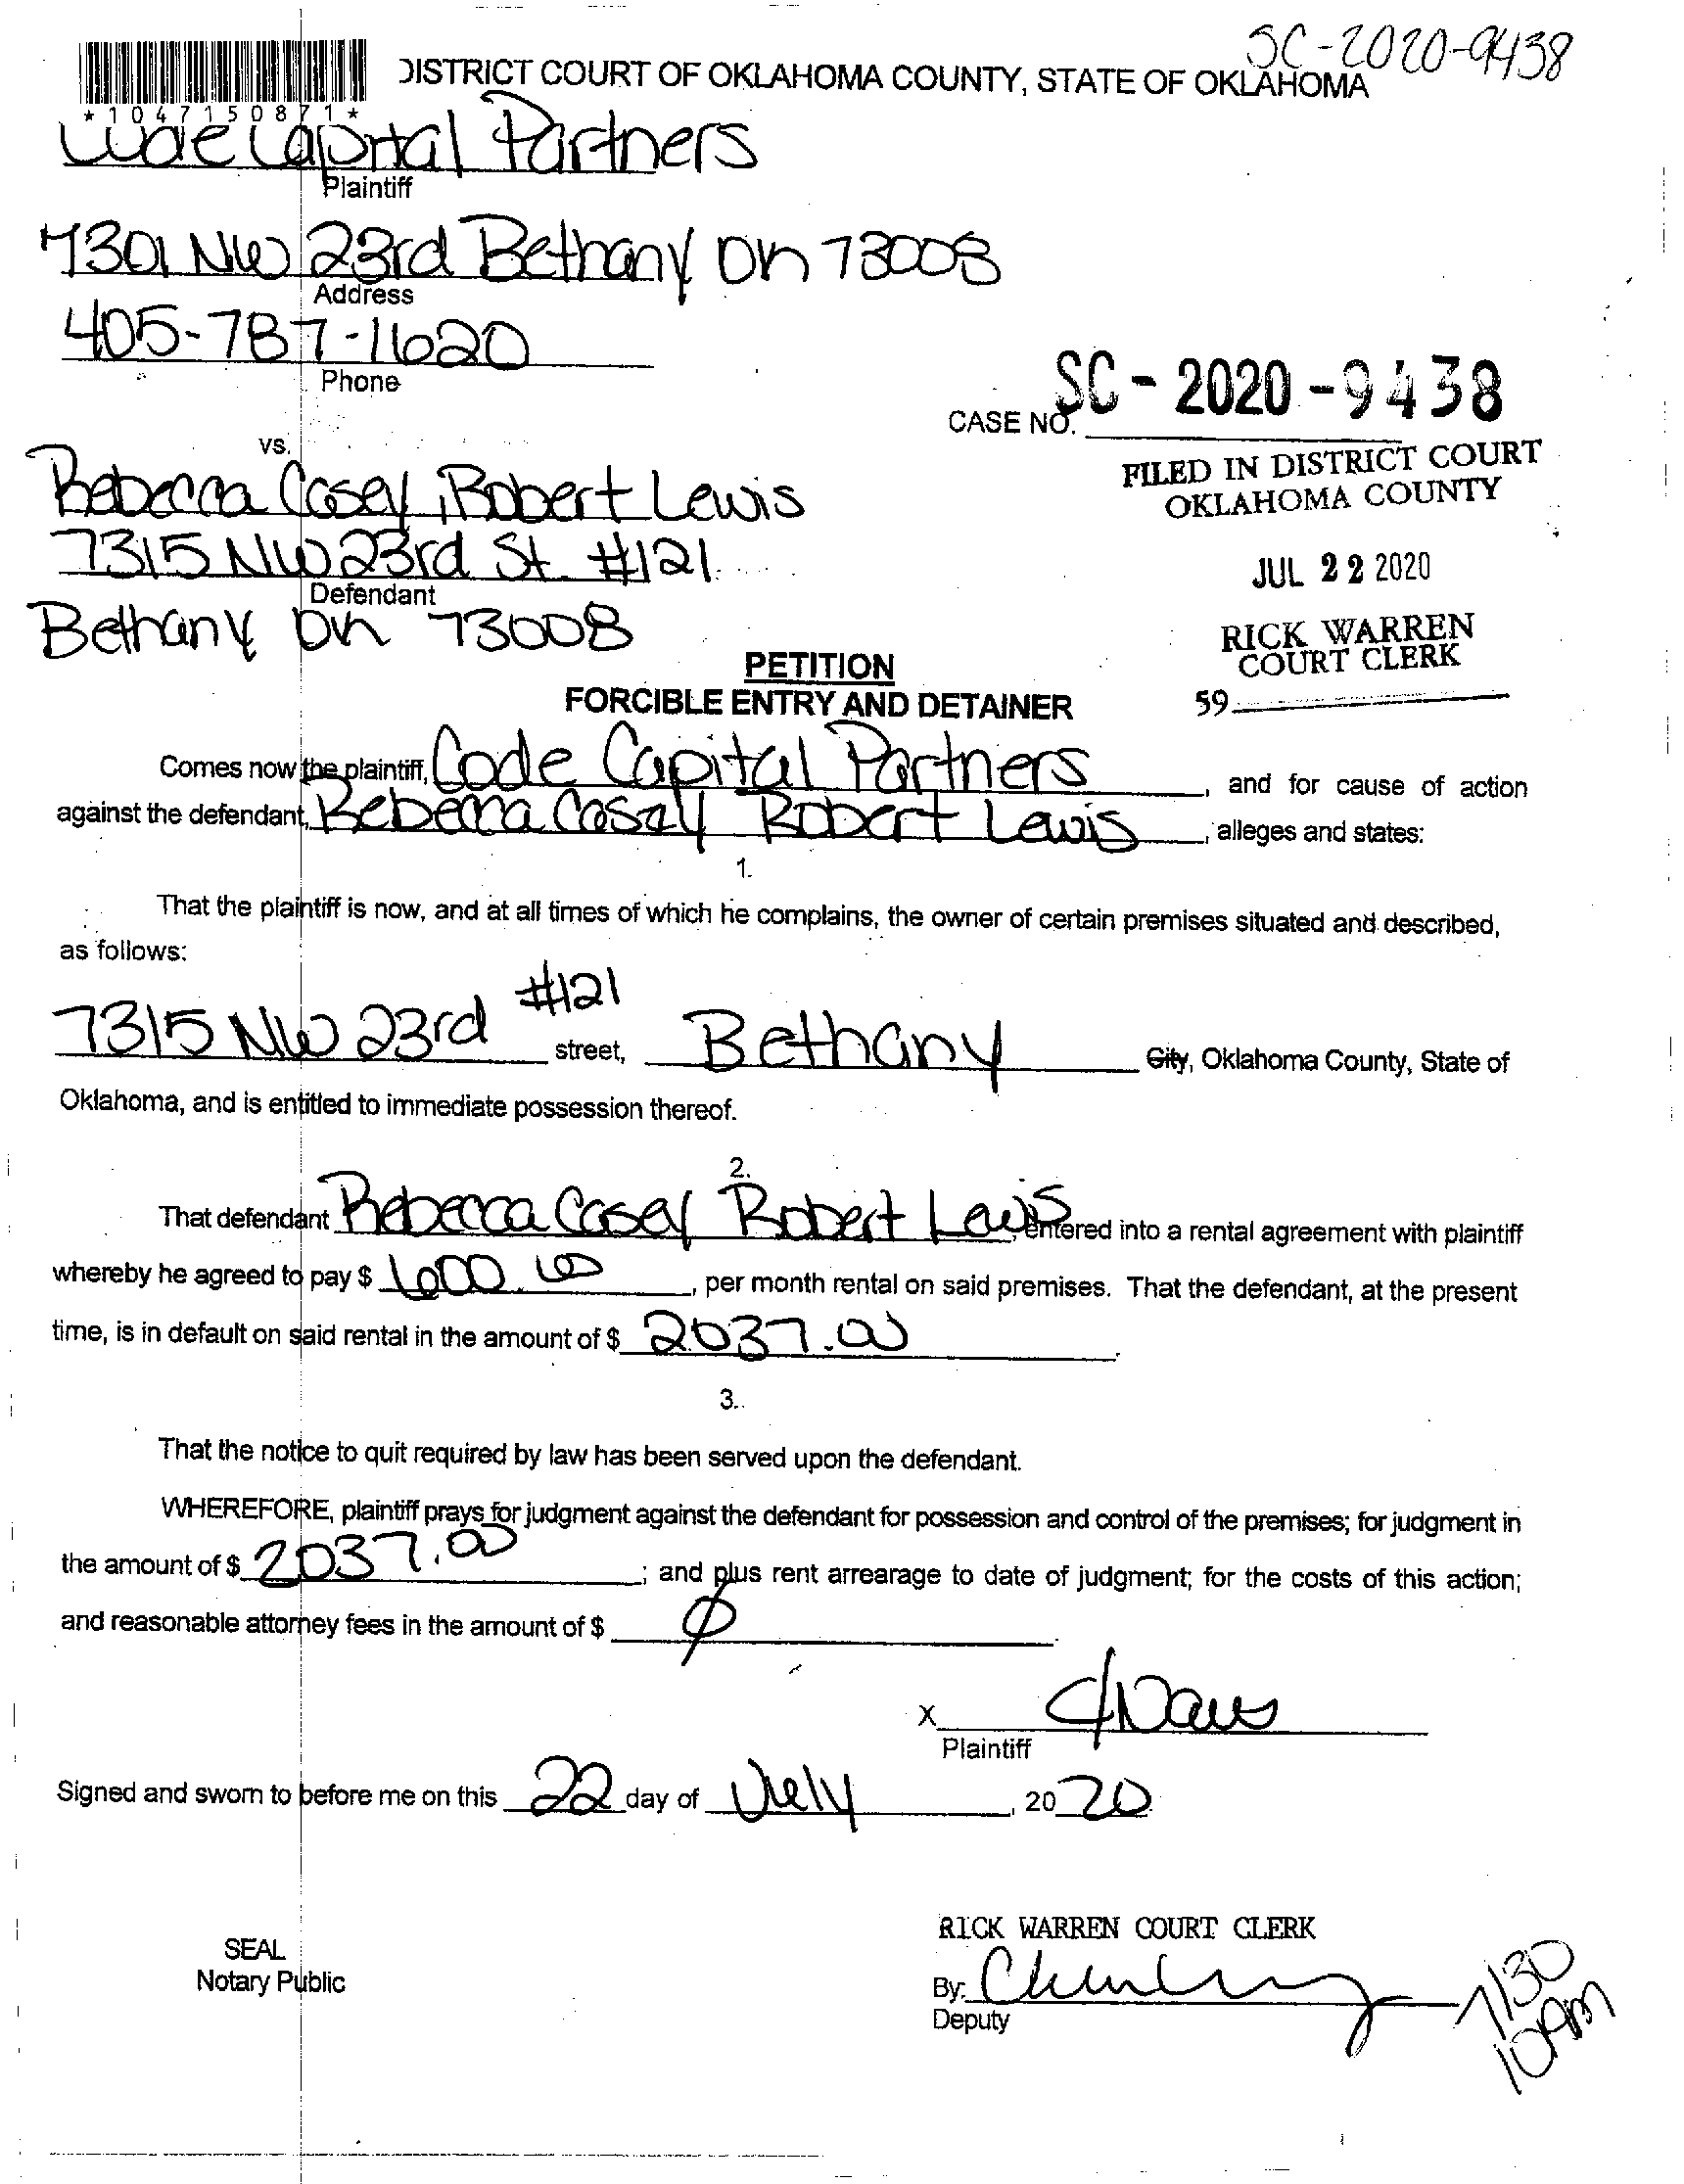 SC-2020-9438
DISTRICT COURT OF OKLAHOMA COUNTY, STATE OF OKLAHOMA
*1047150871*
Code Capital Partners
Plaintiff
7301 NW 23rd Bethany OK 73008
Address
405-787-1620
Phone
CASE NO. SC-2020-9438
vs.
FILED IN DISTRICT COURT
OKLAHOMA COUNTY
Rebecca Casey, Robert Lewis
7315 NW 23rd St. #121
Defendant
JUL 22 2020
Bethany OK 73008
RICK WARREN
COURT CLERK
PETITION
FORCIBLE ENTRY AND DETAINER
59
Comes now the plaintiff, Code Capital Partners, and for cause of action
against the defendant, Rebecca Casey Robert Lewis, alleges and states:
1.
That the plaintiff is now, and at all times of which he complains, the owner of certain premises situated and described,
as follows:
7315 NW 23rd #121 street, Bethany City, Oklahoma County, State of
Oklahoma, and is entitled to immediate possession thereof.
2.
That defendant Rebecca Casey Robert Lewis, entered into a rental agreement with plaintiff
whereby he agreed to pay $ 600.00, per month rental on said premises. That the defendant, at the present
time, is in default on said rental in the amount of $ 2037.00.
3.
That the notice to quit required by law has been served upon the defendant.
WHEREFORE, plaintiff prays for judgment against the defendant for possession and control of the premises; for judgment in
the amount of $ 2037.00; and plus rent arrearage to date of judgment; for the costs of this action;
and reasonable attorney fees in the amount of $ Ø
X
Plaintiff
Signed and sworn to before me on this 22 day of July, 2020
RICK WARREN COURT CLERK
SEAL
Notary Public
By:
Deputy
7/30
10AM